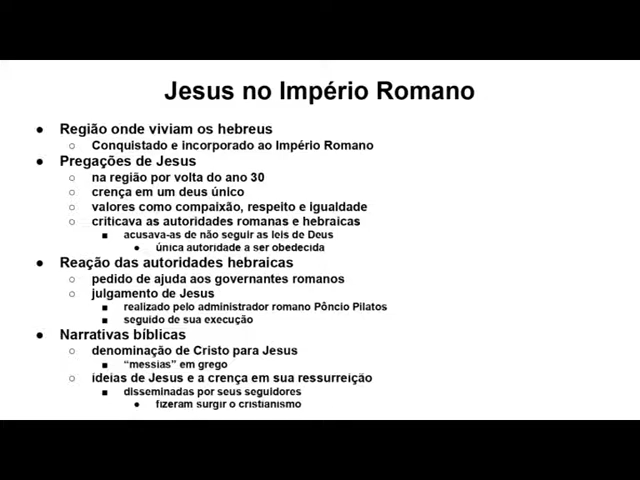 Jesus no Império Romano
● Região onde viviam os hebreus
○ Conquistado e incorporado ao Império Romano
● Pregações de Jesus
○ na região por volta do ano 30
○ crença em um deus único
○ valores como compaixão, respeito e igualdade
○ criticava as autoridades romanas e hebraicas
■ acusava-as de não seguir as leis de Deus
● única autoridade a ser obedecida
● Reação das autoridades hebraicas
○ pedido de ajuda aos governantes romanos
○ julgamento de Jesus
■ realizado pelo administrador romano Pôncio Pilatos
■ seguido de sua execução
● Narrativas bíblicas
○ denominação de Cristo para Jesus
■ “messias” em grego
○ ideias de Jesus e a crença em sua ressurreição
■ disseminadas por seus seguidores
● fizeram surgir o cristianismo